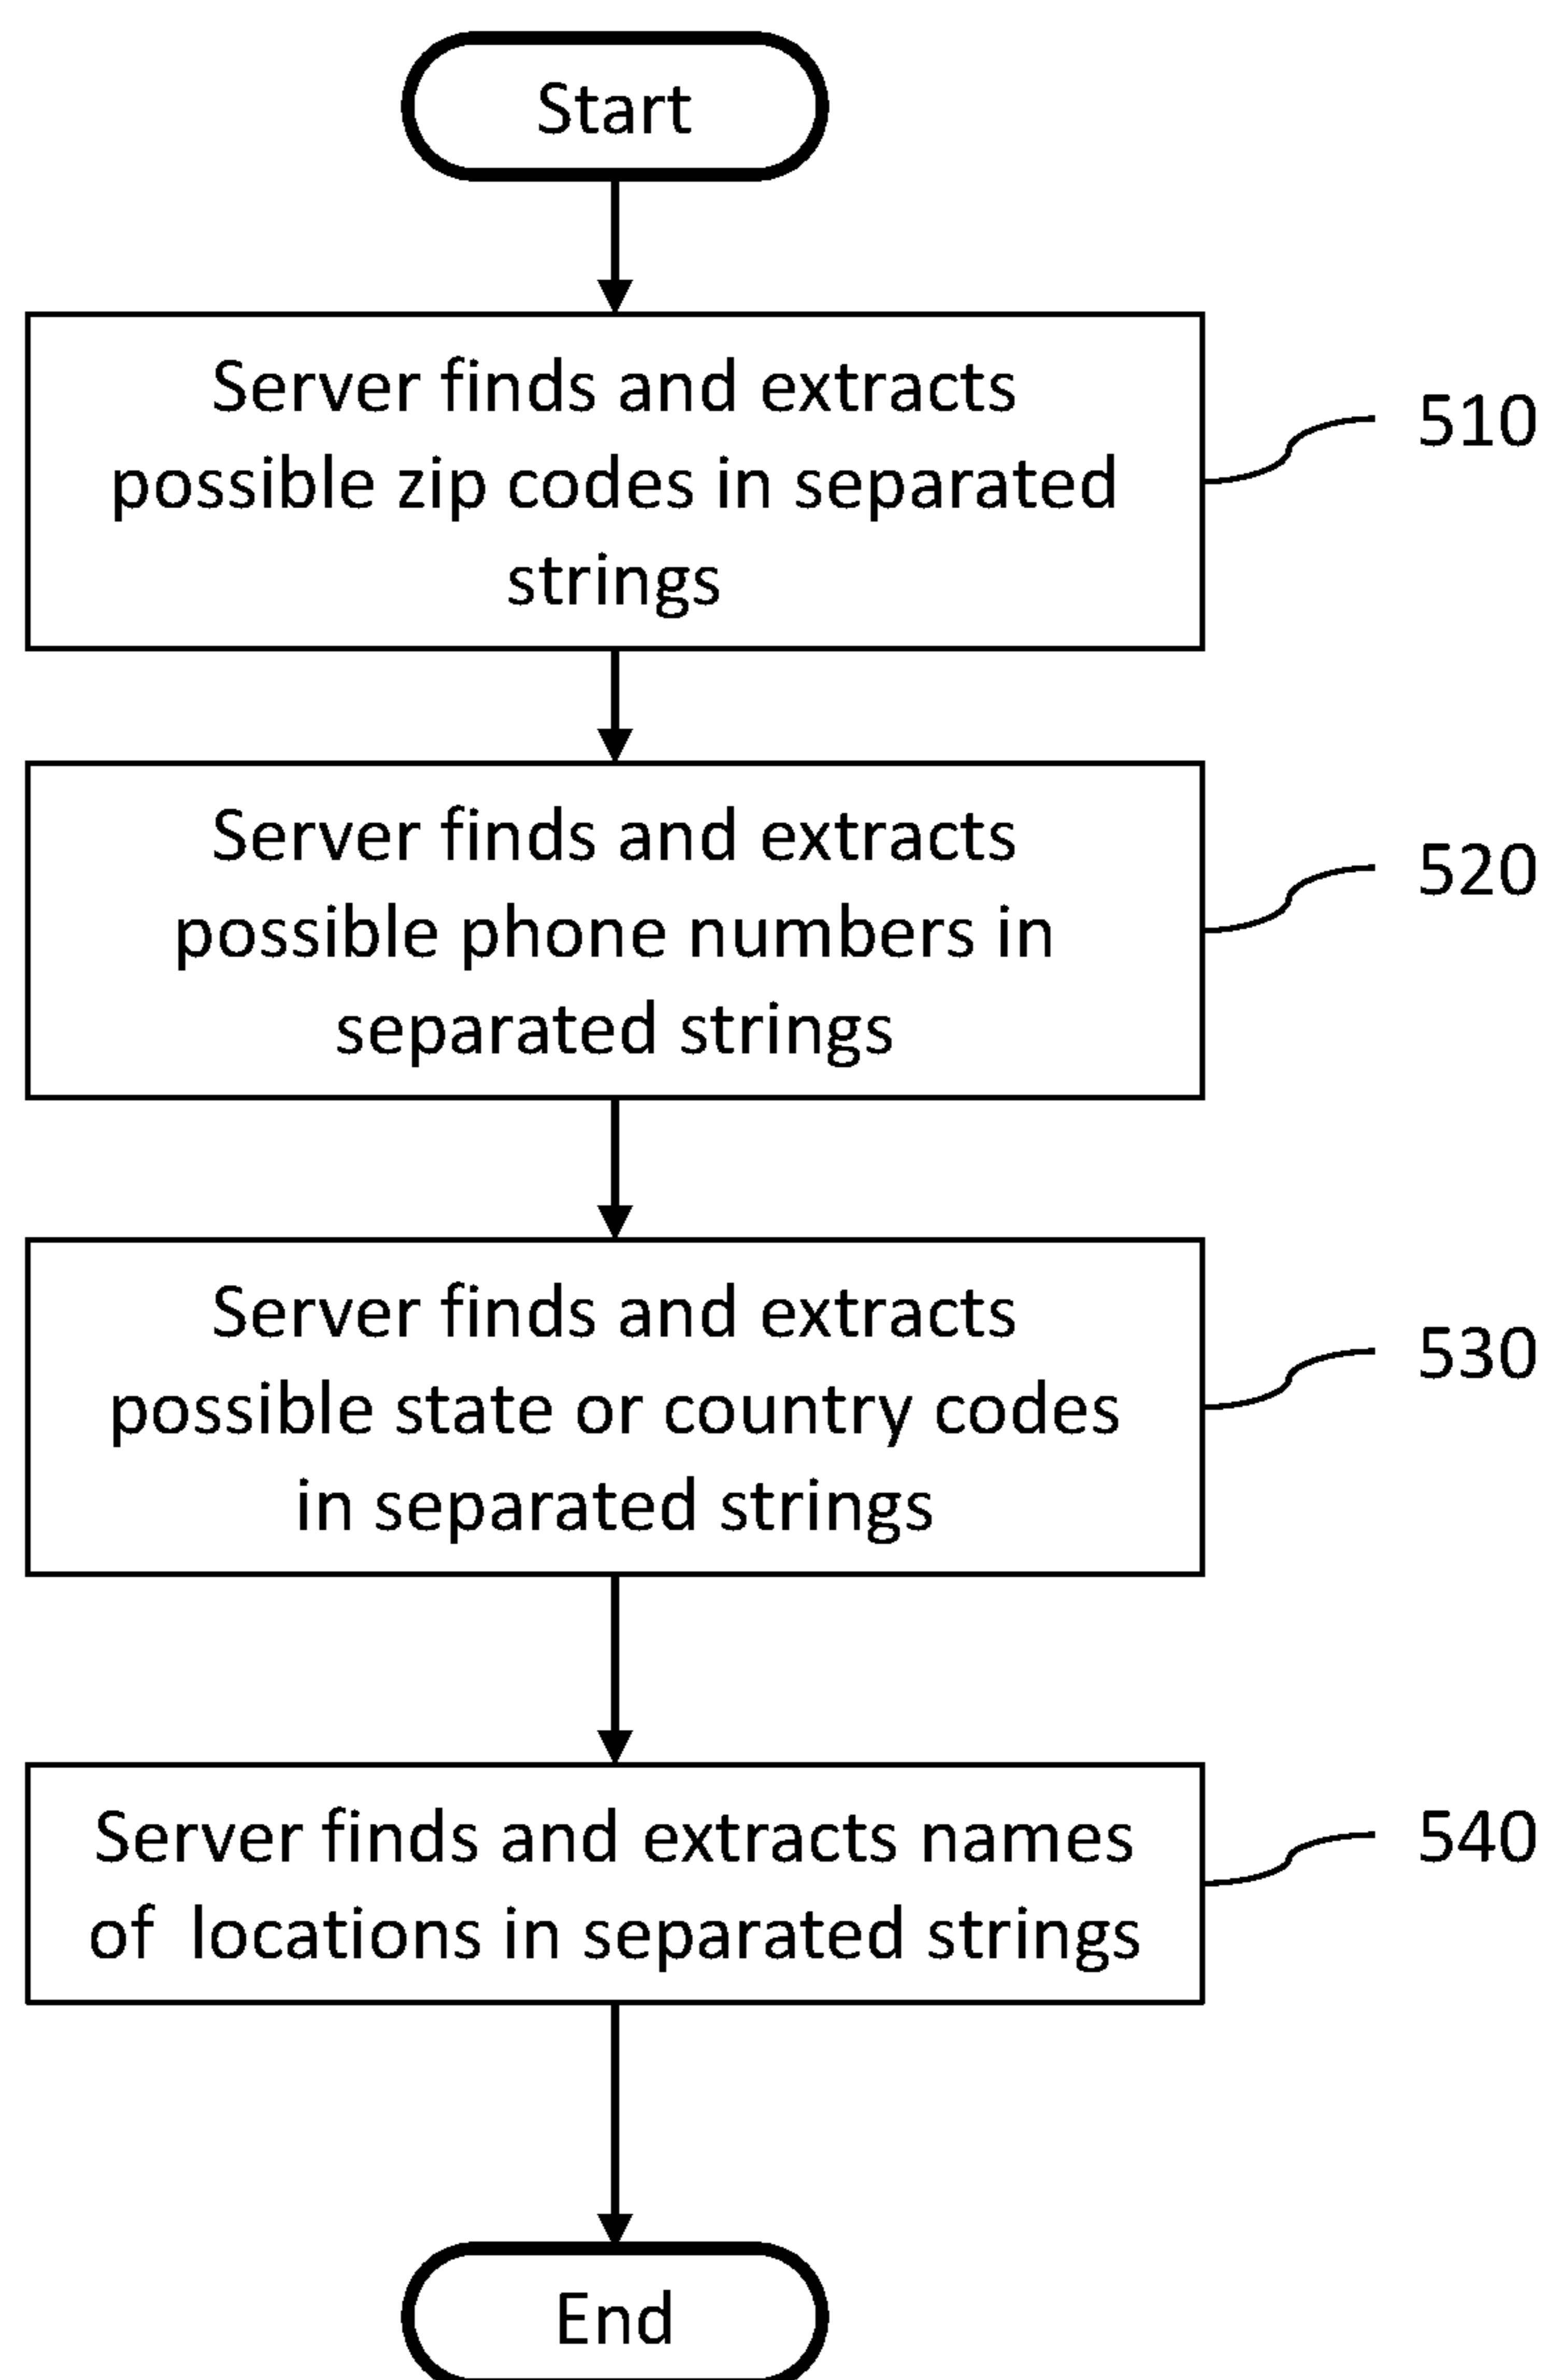 Start
Server finds and extracts
possible zip codes in separated
strings
510
Server finds and extracts
possible phone numbers in
separated strings
520
Server finds and extracts
possible state or country codes
in separated strings
530
Server finds and extracts names
of locations in separated strings
540
End